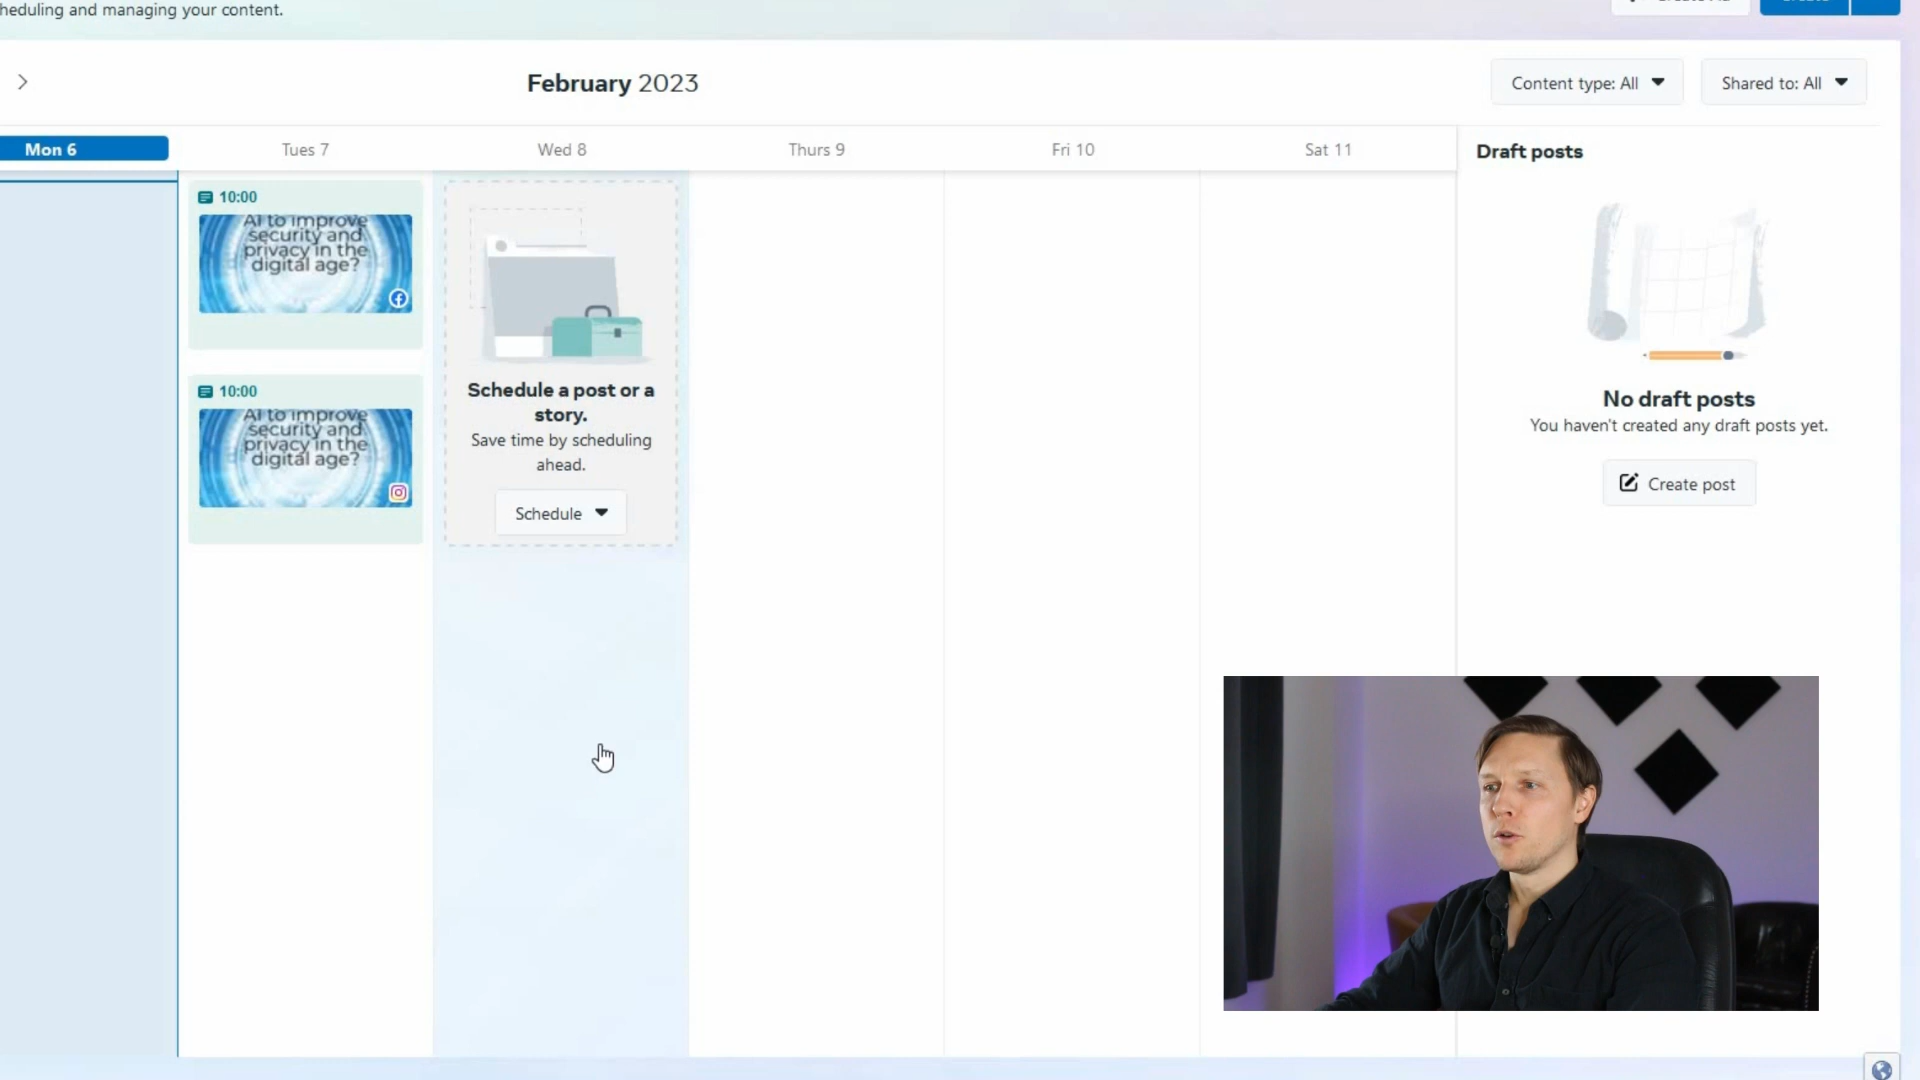 heduling and managing your content.
February 2023
Content type: All
Shared to: All
Mon 6
Tues 7
Wed 8
Thurs 9
Fri 10
Sat 11
Draft posts
10:00
AI to improve
security and
privacy in the
digital age?
10:00
AI to improve
security and
privacy in the
digital age?
Schedule a post or a
story.
Save time by scheduling
ahead.
Schedule
No draft posts
You haven't created any draft posts yet.
Create post